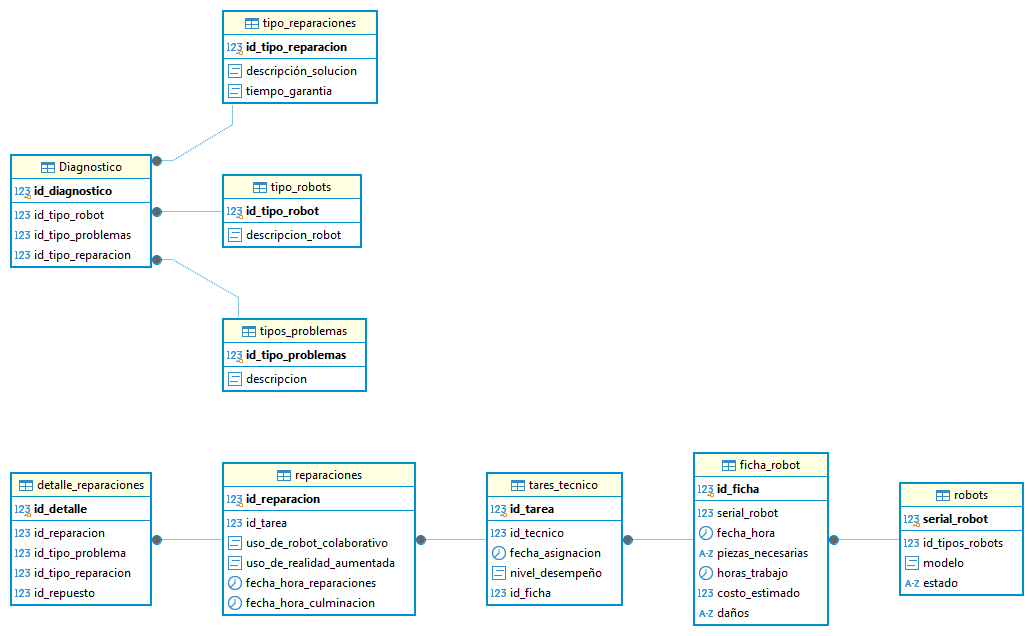 tipo_reparaciones
123 id_tipo_reparacion
descripción_solucion
tiempo_garantia
Diagnostico
123 id_diagnostico
123 id_tipo_robot
123 id_tipo_problemas
123 id_tipo_reparacion
tipo_robots
123 id_tipo_robot
descripcion_robot
tipos_problemas
123 id_tipo_problemas
descripcion
detalle_reparaciones
123 id_detalle
123 id_reparacion
123 id_tipo_problema
123 id_tipo_reparacion
123 id_repuesto
reparaciones
123 id_reparacion
123 id_tarea
uso_de_robot_colaborativo
uso_de_realidad_aumentada
fecha_hora_reparaciones
fecha_hora_culminacion
tares_tecnico
123 id_tarea
123 id_tecnico
fecha_asignacion
nivel_desempeño
123 id_ficha
ficha_robot
123 id_ficha
123 serial_robot
fecha_hora
A-Z piezas_necesarias
horas_trabajo
123 costo_estimado
A-Z daños
robots
123 serial_robot
123 id_tipos_robots
modelo
A-Z estado